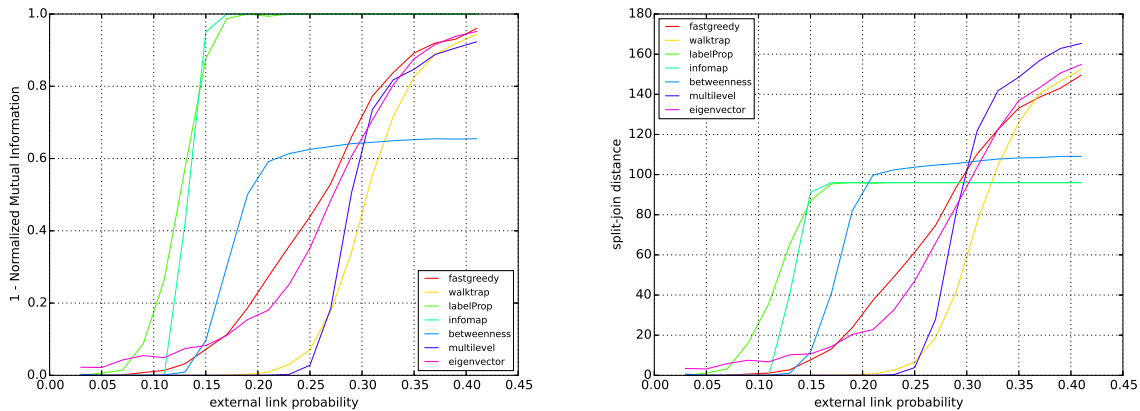 1.0
0.8
0.6
0.4
0.2
0.0
1 - Normalized Mutual Information
0.00 0.05 0.10 0.15 0.20 0.25 0.30 0.35 0.40 0.45
external link probability
fastgreedy
walktrap
labelProp
infomap
betweenness
multilevel
eigenvector
180
160
140
120
100
80
60
40
20
0
split-join distance
0.00 0.05 0.10 0.15 0.20 0.25 0.30 0.35 0.40 0.45
external link probability
fastgreedy
walktrap
labelProp
infomap
betweenness
multilevel
eigenvector